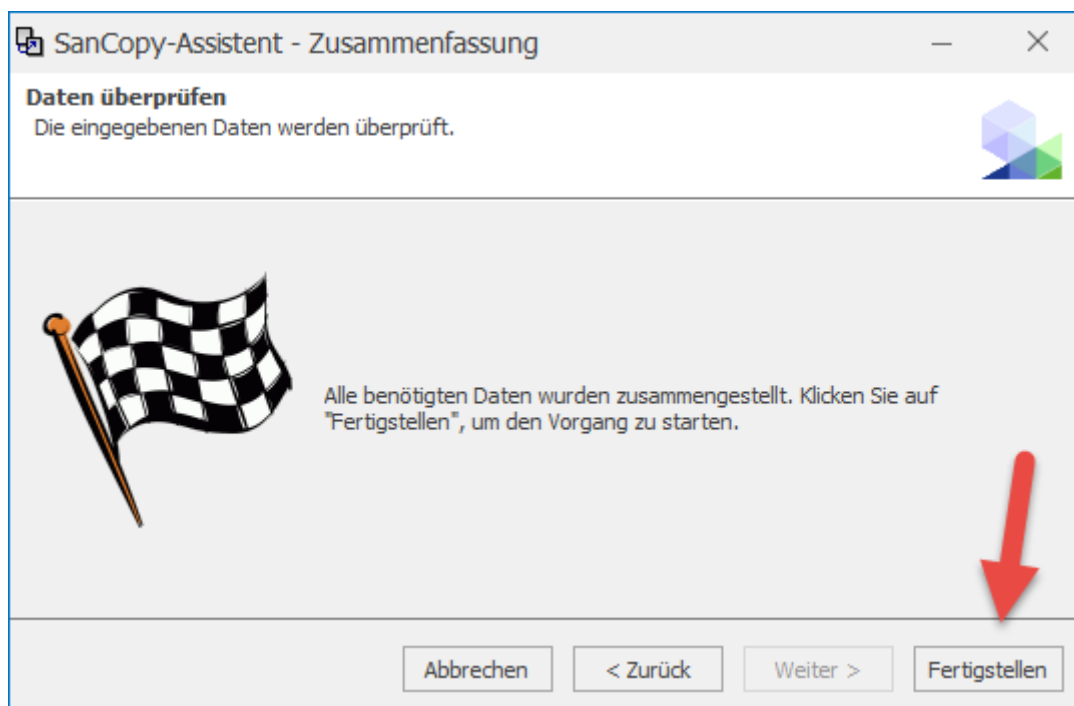 SanCopy-Assistent - Zusammenfassung
Daten überprüfen
Die eingegebenen Daten werden überprüft.
Alle benötigten Daten wurden zusammengestellt. Klicken Sie auf
"Fertigstellen", um den Vorgang zu starten.
Abbrechen
< Zurück
Weiter >
Fertigstellen